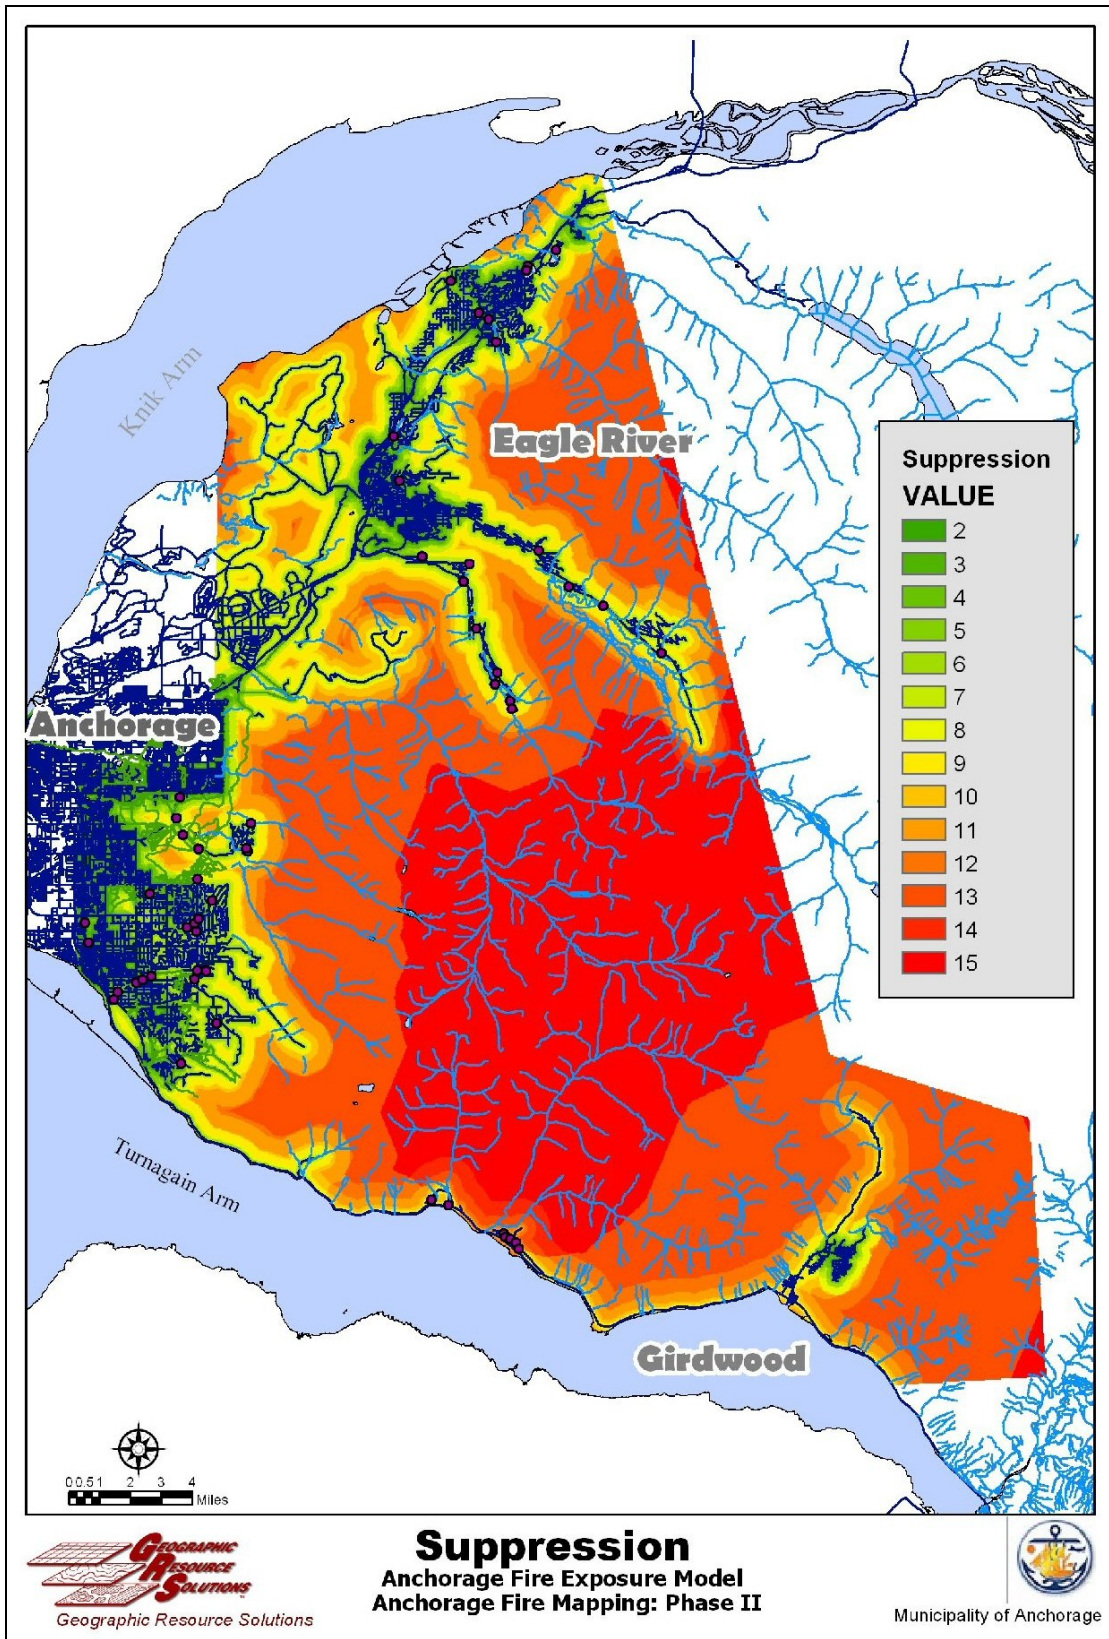 Knik Arm
Eagle River
Anchorage
Turnagain Arm
Girdwood
Suppression
VALUE
2
3
4
5
6
7
8
9
10
11
12
13
14
15
0 0.5 1 2 3 4
Miles
GEOGRAPHIC
RESOURCE
SOLUTIONS
Geographic Resource Solutions
Suppression
Anchorage Fire Exposure Model
Anchorage Fire Mapping: Phase II
Municipality of Anchorage